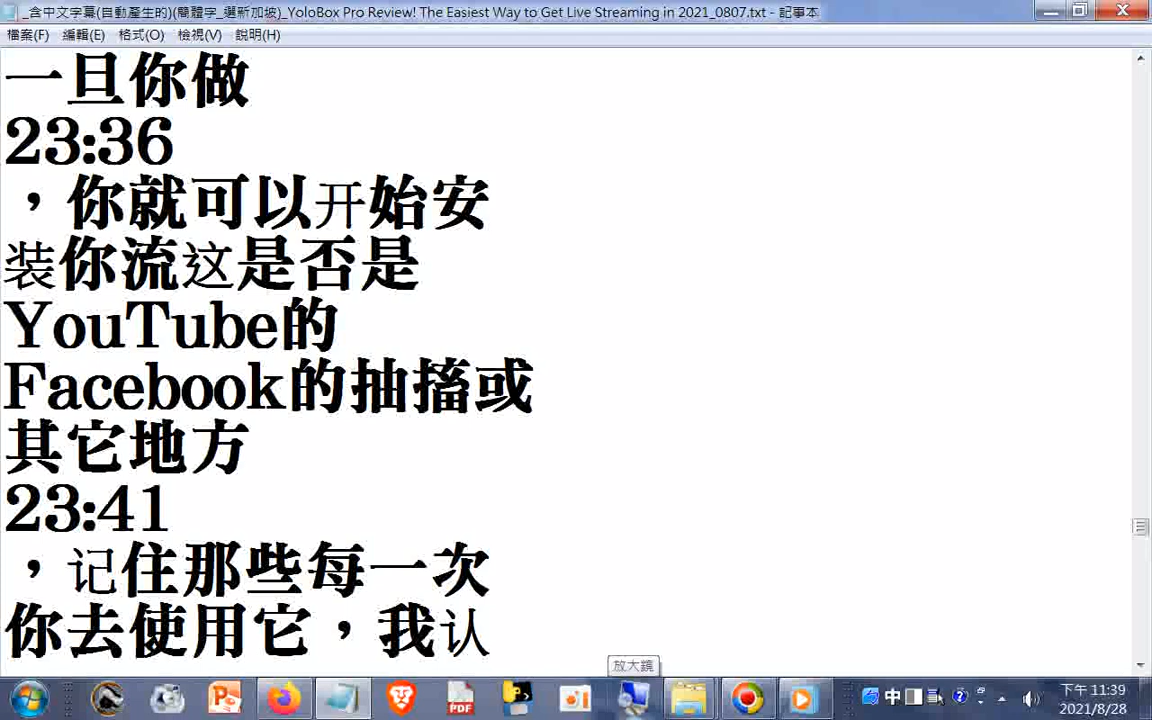 _含中文字幕(自動產生的)(簡體字_選新加坡)_YoloBox Pro Review! The Easiest Way to Get Live Streaming in 2021_0807.txt - 記事本
檔案(F) 編輯(E) 格式(O) 檢視(V) 說明(H)
一旦你做
23:36
，你就可以开始安
装你流这是否是
YouTube的
Facebook的抽搐或
其它地方
23:41
，记住那些每一次
你去使用它，我认
放大鏡
中
下午 11:39
2021/8/28